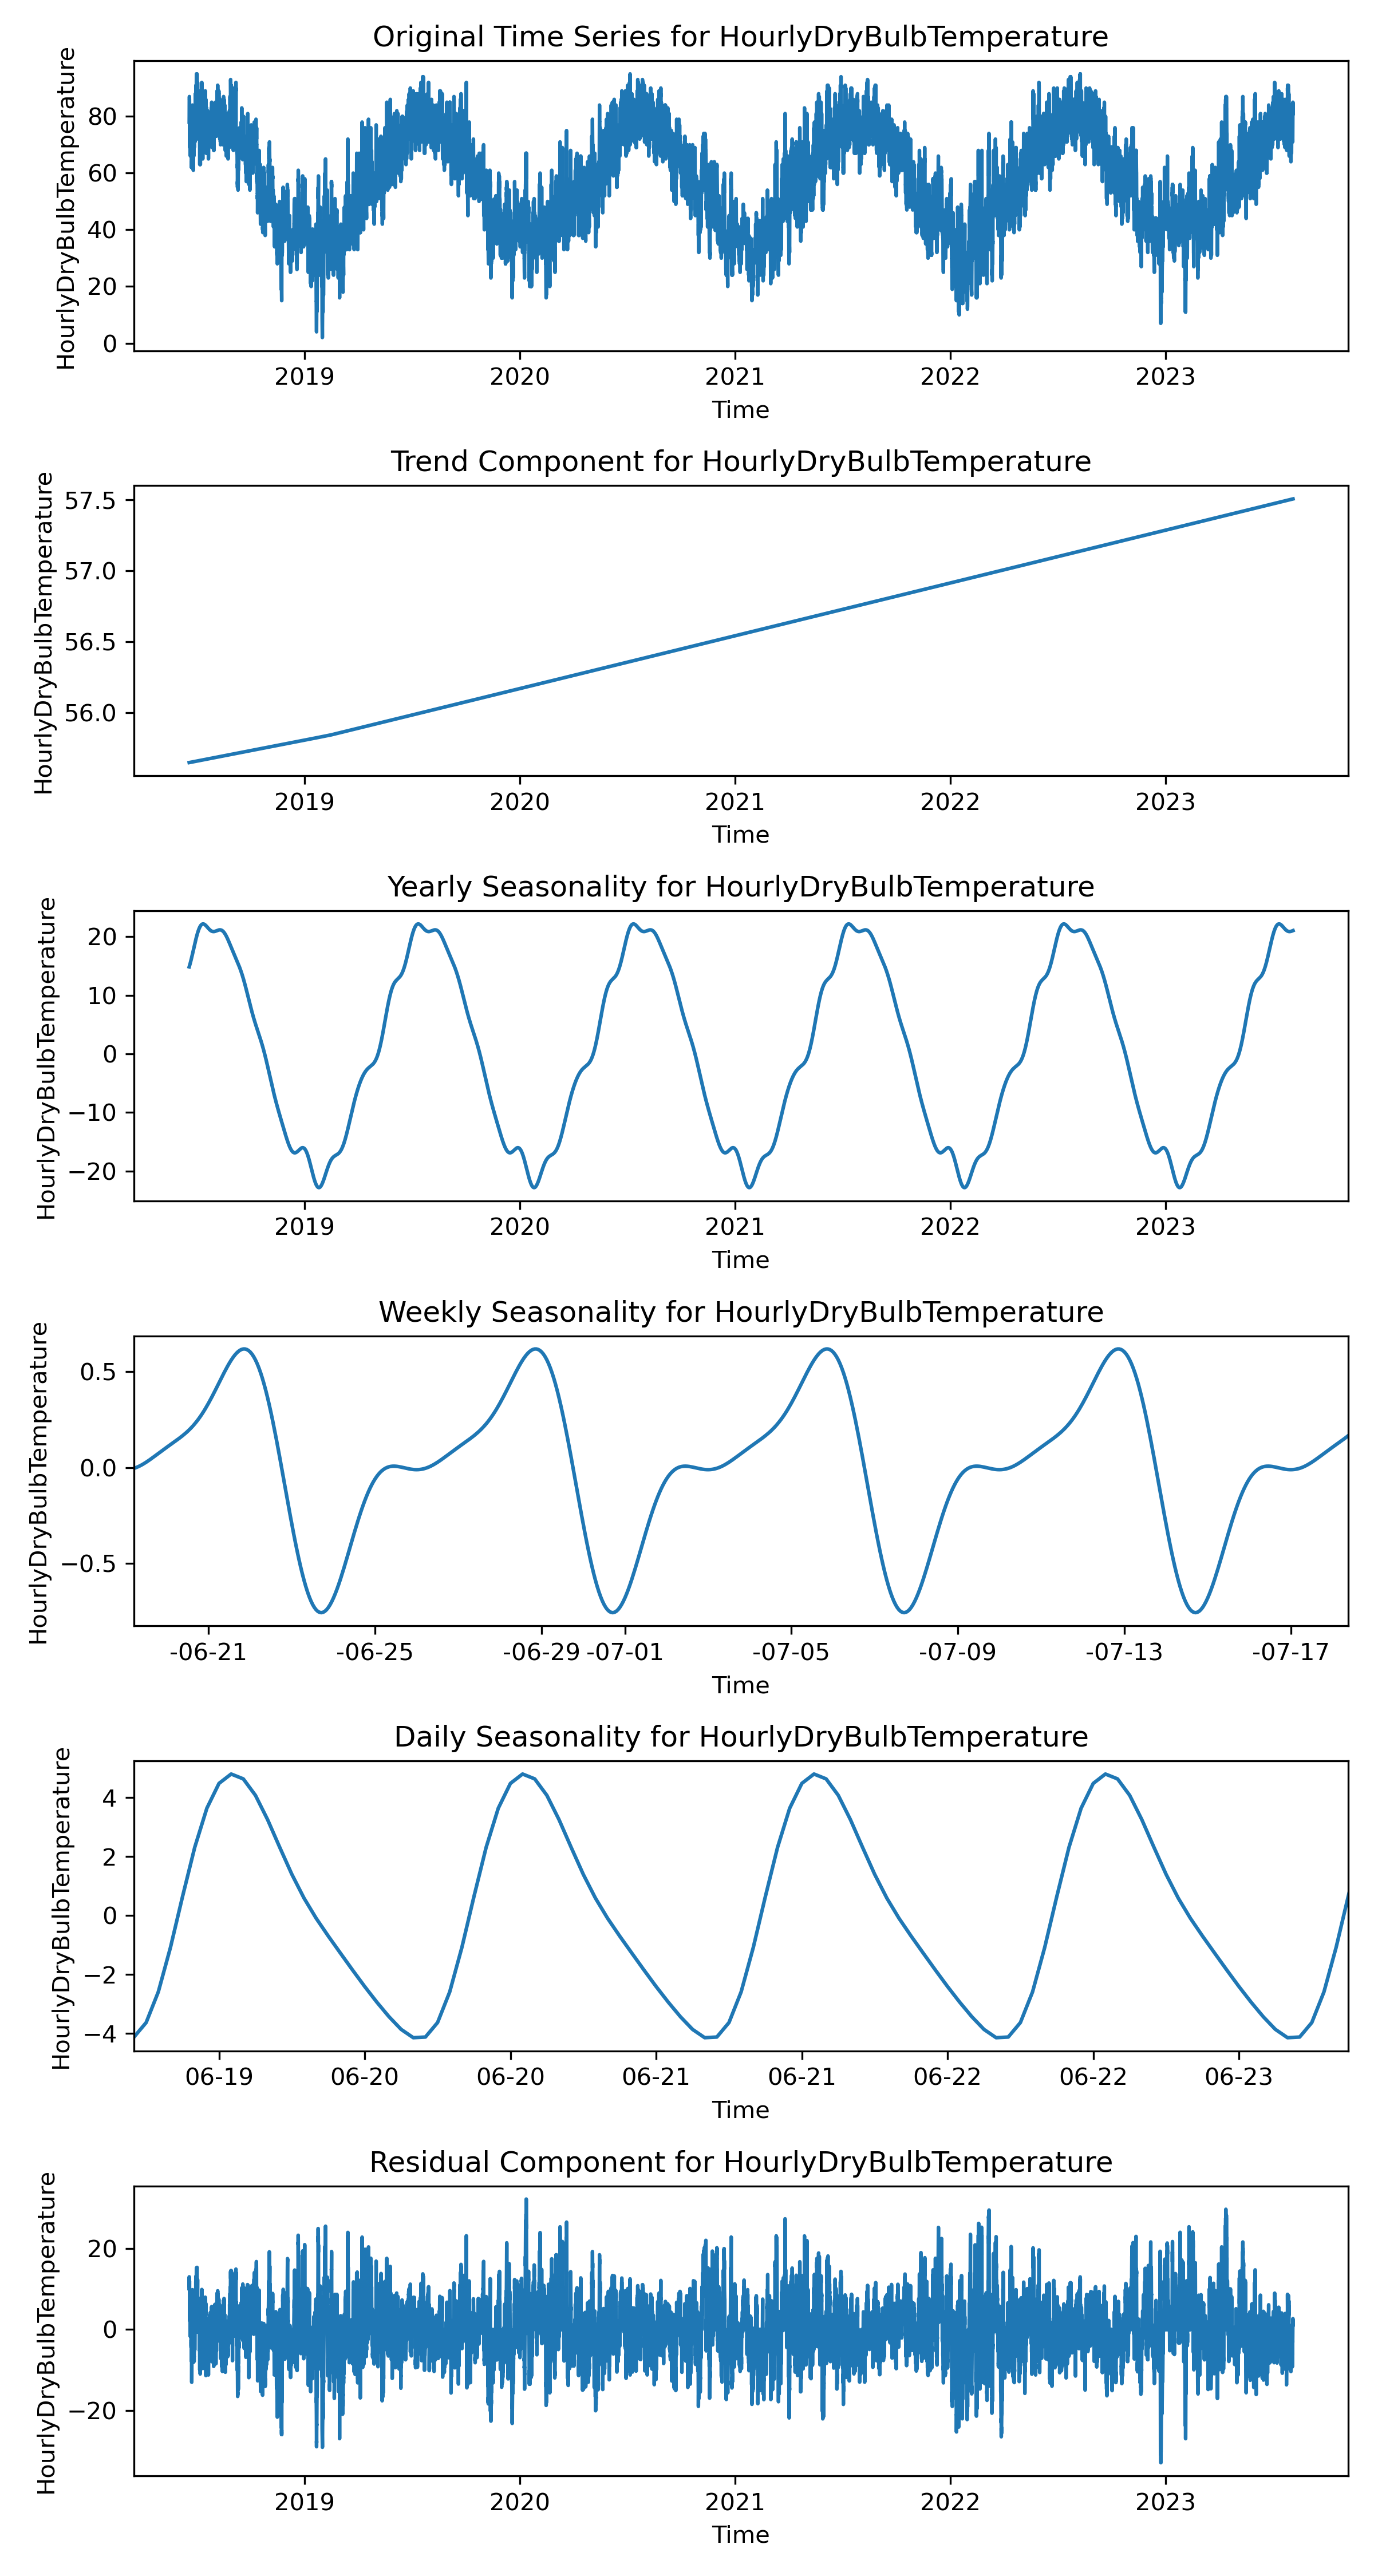 Original Time Series for HourlyDryBulbTemperature
HourlyDryBulbTemperature
80
60
40
20
0
2019 2020 2021 2022 2023
Time
Trend Component for HourlyDryBulbTemperature
HourlyDryBulbTemperature
57.5
57.0
56.5
56.0
2019 2020 2021 2022 2023
Time
Yearly Seasonality for HourlyDryBulbTemperature
HourlyDryBulbTemperature
20
10
0
−10
−20
2019 2020 2021 2022 2023
Time
Weekly Seasonality for HourlyDryBulbTemperature
HourlyDryBulbTemperature
0.5
0.0
−0.5
-06-21 -06-25 -06-29 -07-01 -07-05 -07-09 -07-13 -07-17
Time
Daily Seasonality for HourlyDryBulbTemperature
HourlyDryBulbTemperature
4
2
0
−2
−4
06-19 06-20 06-20 06-21 06-21 06-22 06-22 06-23
Time
Residual Component for HourlyDryBulbTemperature
HourlyDryBulbTemperature
20
0
−20
2019 2020 2021 2022 2023
Time